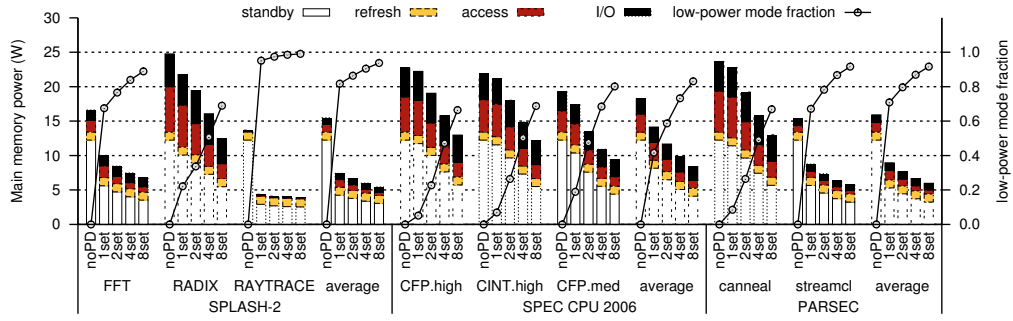 standby refresh access I/O low-power mode fraction
Main memory power (W)
30
25
20
15
10
5
0
1.0
0.8
0.6
0.4
0.2
0
low-power mode fraction
noPD 1set 2set 4set 8set noPD 1set 2set 4set 8set noPD 1set 2set 4set 8set noPD 1set 2set 4set 8set noPD 1set 2set 4set 8set noPD 1set 2set 4set 8set noPD 1set 2set 4set 8set noPD 1set 2set 4set 8set noPD 1set 2set 4set 8set noPD 1set 2set 4set 8set noPD 1set 2set 4set 8set
FFT RADIX RAYTRACE average CFP.high CINT.high CFP.med average canneal streamcl average
SPLASH-2 SPEC CPU 2006 PARSEC